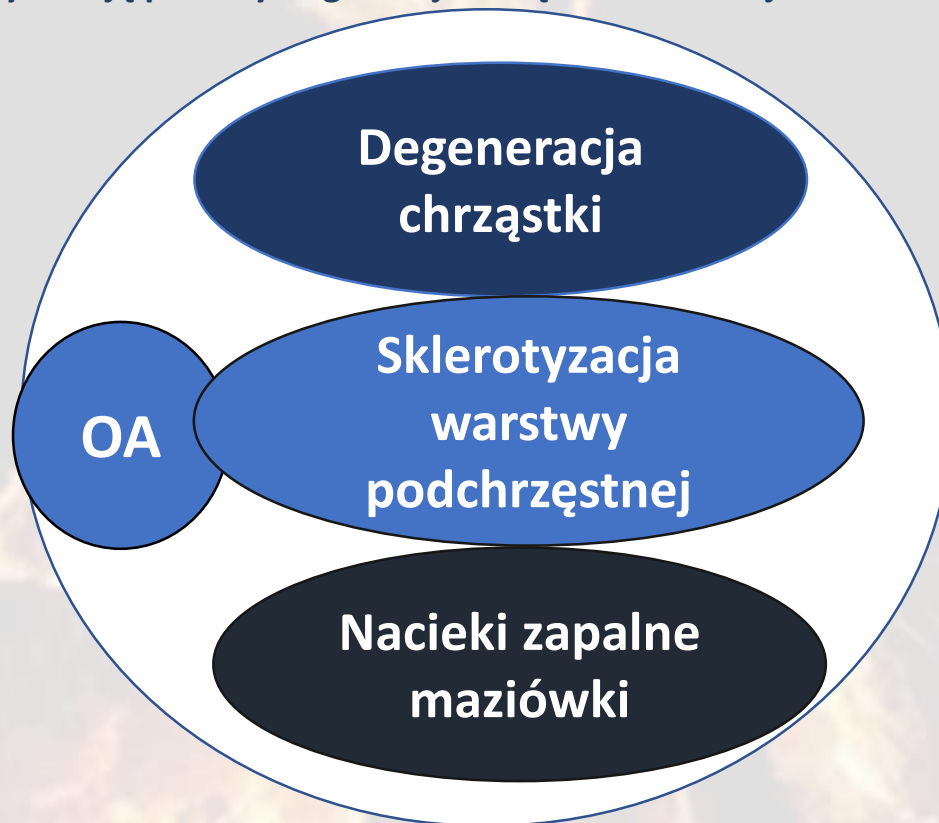 Degeneracja
chrząstki
Sklerotyzacja
warstwy
podchrzęstnej
OA
Nacieki zapalne
maziówki